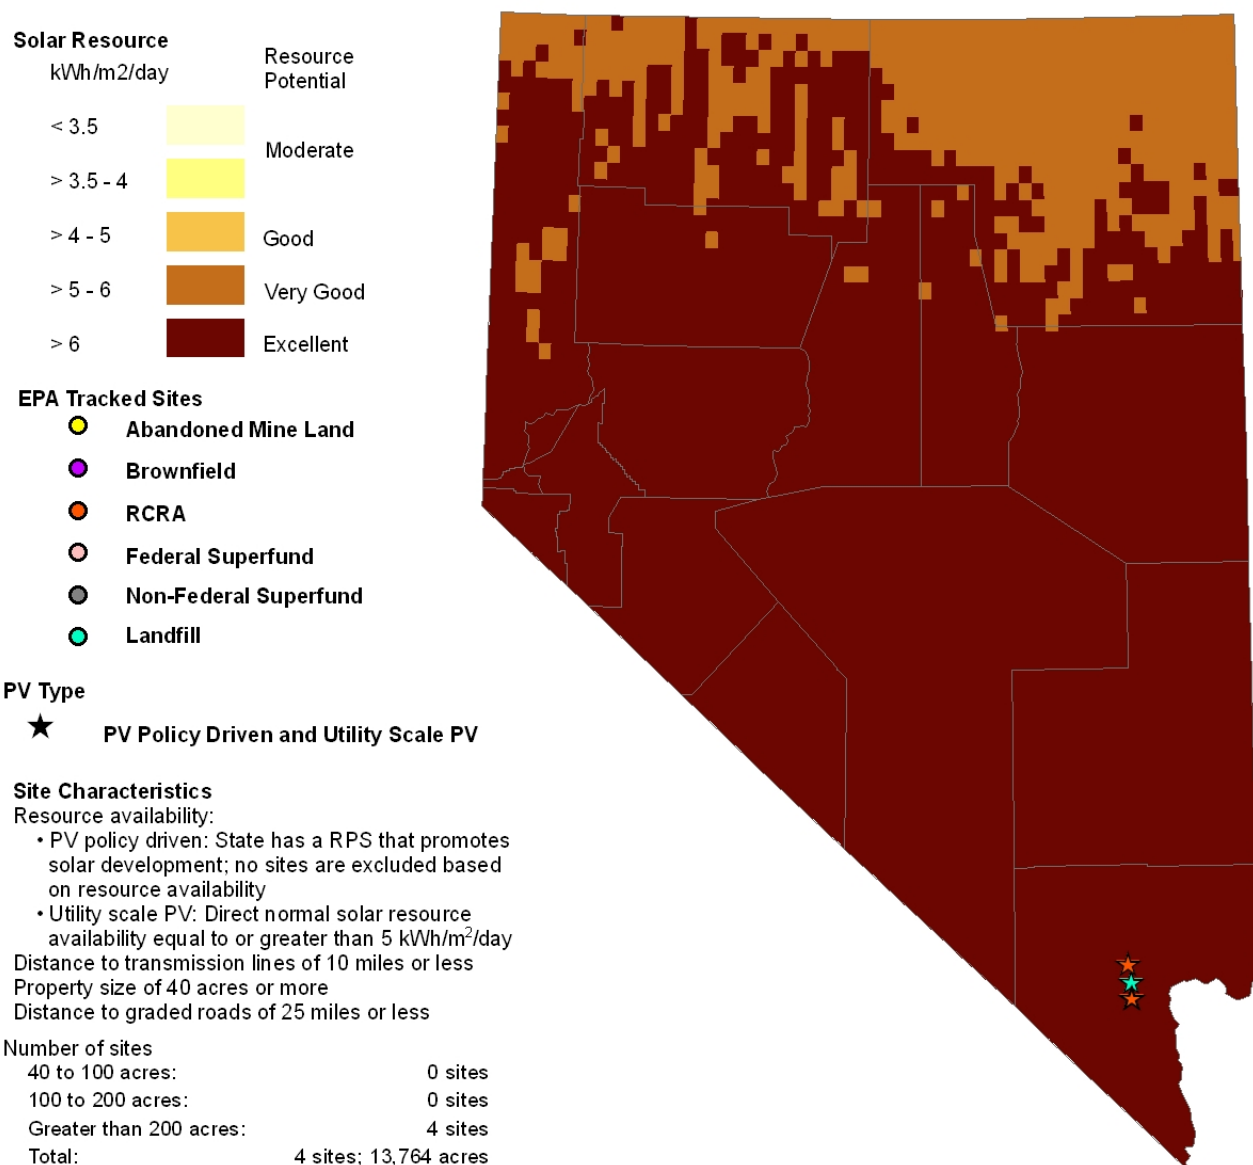 Solar Resource
kWh/m2/day
Resource
Potential
< 3.5
Moderate
> 3.5 - 4
> 4 - 5
Good
> 5 - 6
Very Good
> 6
Excellent
EPA Tracked Sites
Abandoned Mine Land
Brownfield
RCRA
Federal Superfund
Non-Federal Superfund
Landfill
PV Type
PV Policy Driven and Utility Scale PV
Site Characteristics
Resource availability:
• PV policy driven: State has a RPS that promotes
solar development; no sites are excluded based
on resource availability
• Utility scale PV: Direct normal solar resource
availability equal to or greater than 5 kWh/m²/day
Distance to transmission lines of 10 miles or less
Property size of 40 acres or more
Distance to graded roads of 25 miles or less
Number of sites
40 to 100 acres: 0 sites
100 to 200 acres: 0 sites
Greater than 200 acres: 4 sites
Total: 4 sites; 13,764 acres